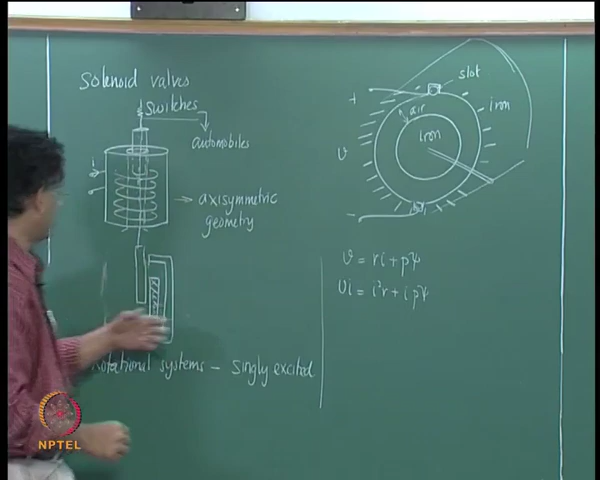 Solenoid valves
Switches
automobiles
i
axisymmetric
geometry
Rotational systems - singly excited
+
v
-
air
iron
slot
iron
v = ri + pψ
vi = i²r + i pψ
NPTEL